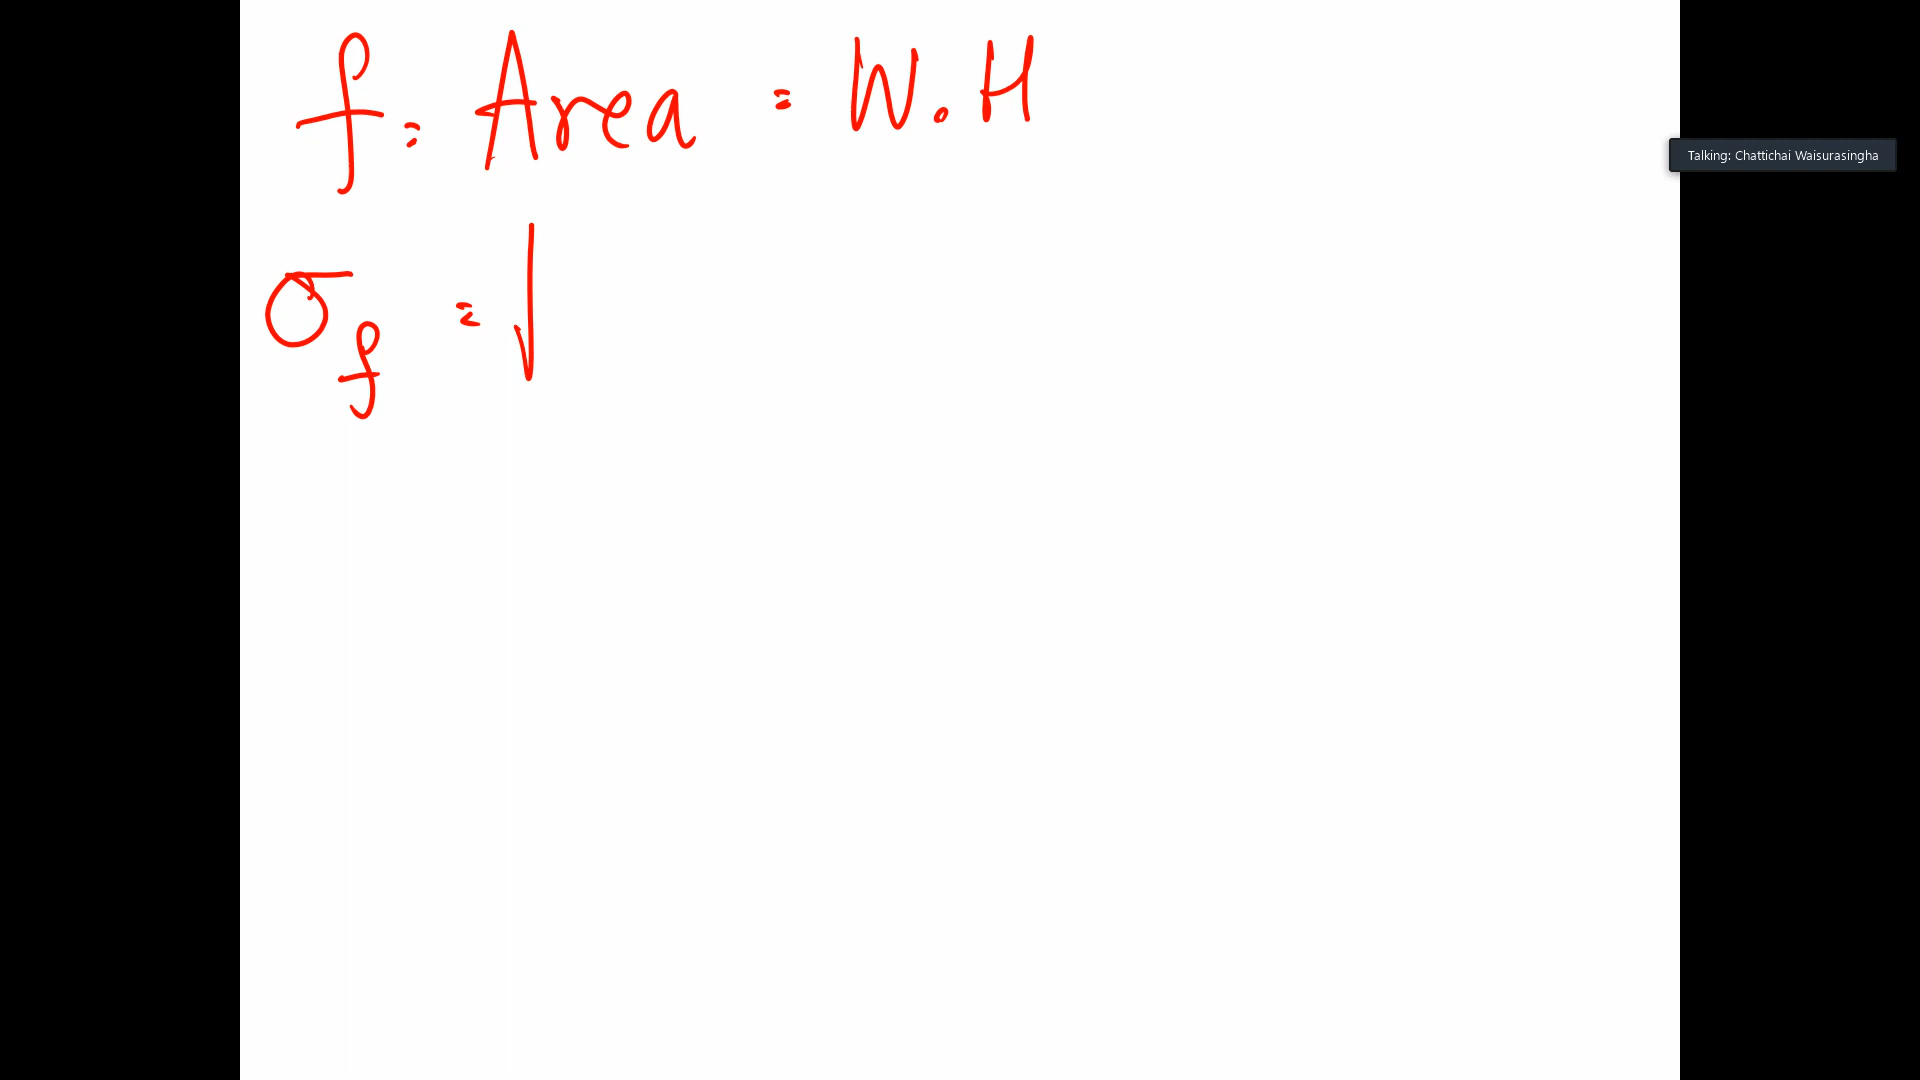 f = Area = W.H
Talking: Chattichai Waisurasingha
σf = √